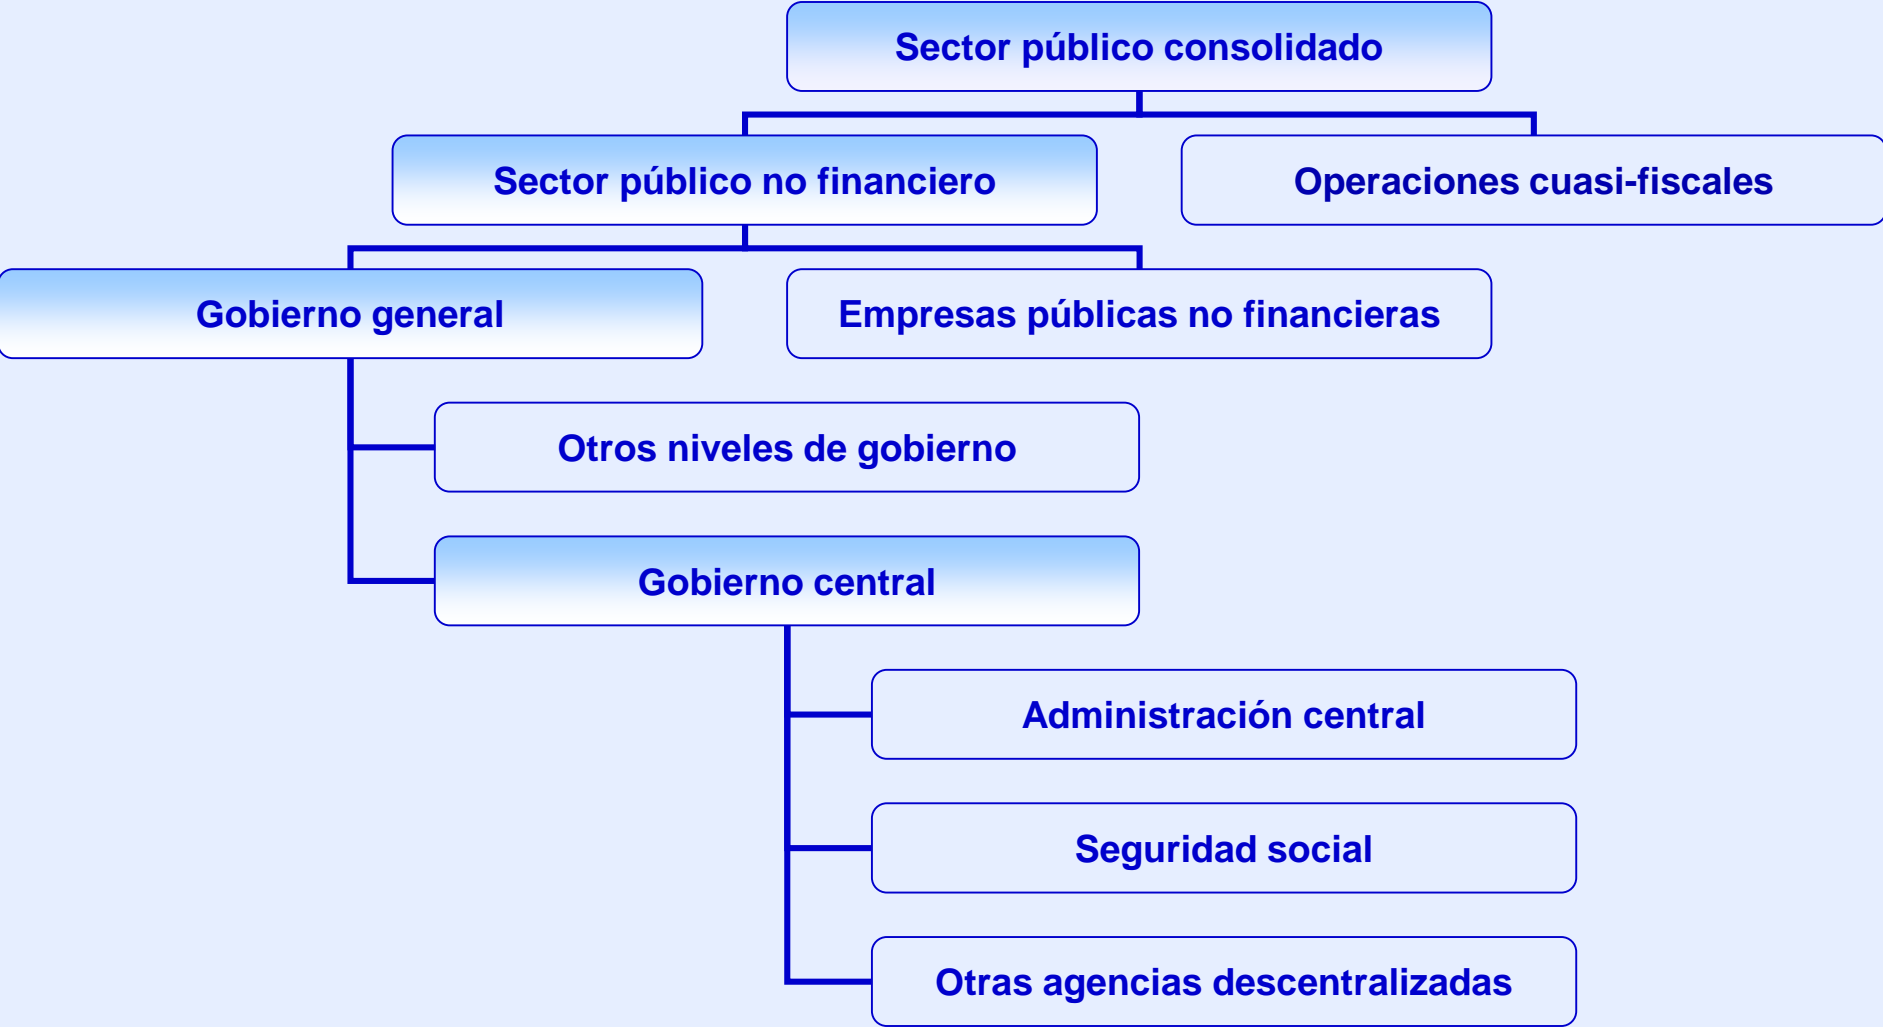 Sector público consolidado
Sector público no financiero
Operaciones cuasi-fiscales
Gobierno general
Empresas públicas no financieras
Otros niveles de gobierno
Gobierno central
Administración central
Seguridad social
Otras agencias descentralizadas